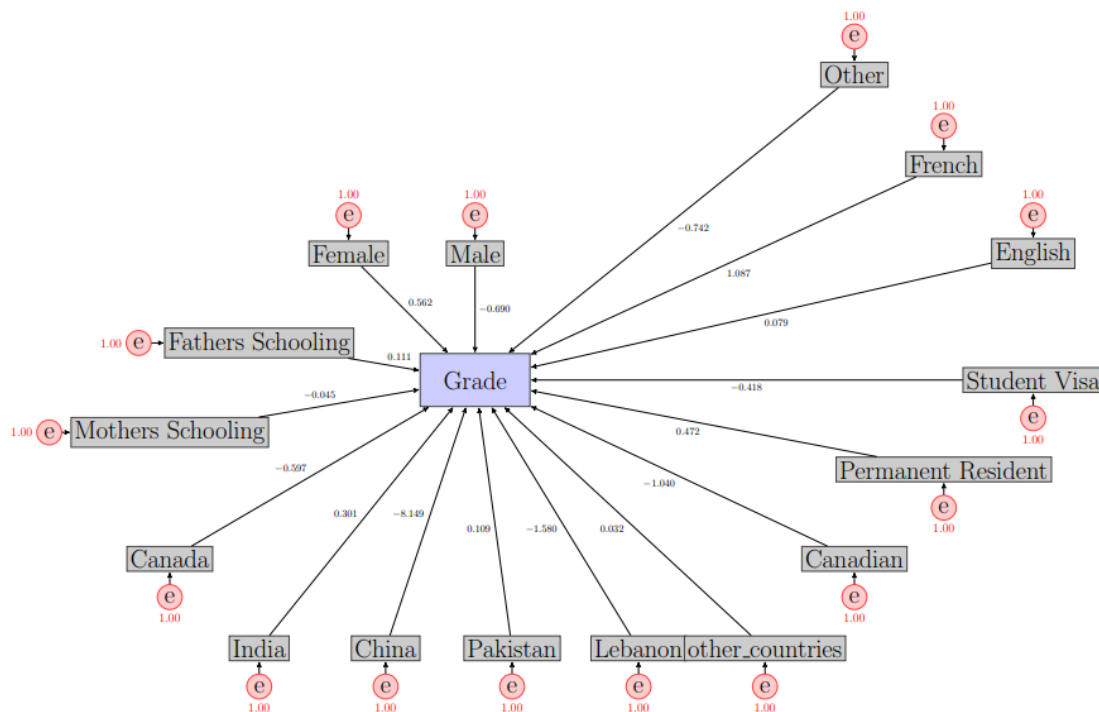 1.00
e
Other
1.00
e
French
1.00
1.00
1.00
e
e
e
Female
Male
English
−0.742
1.087
0.562
−0.690
0.079
1.00
e
Fathers Schooling
0.111
Grade
−0.418
Student Visa
−0.045
e
1.00
1.00
e
Mothers Schooling
0.472
Permanent Resident
−0.597
−1.040
e
1.00
0.301
−8.149
0.109
−1.580
0.032
Canada
Canadian
e
e
1.00
1.00
India
China
Pakistan
Lebanon
other_countries
e
e
e
e
e
1.00
1.00
1.00
1.00
1.00